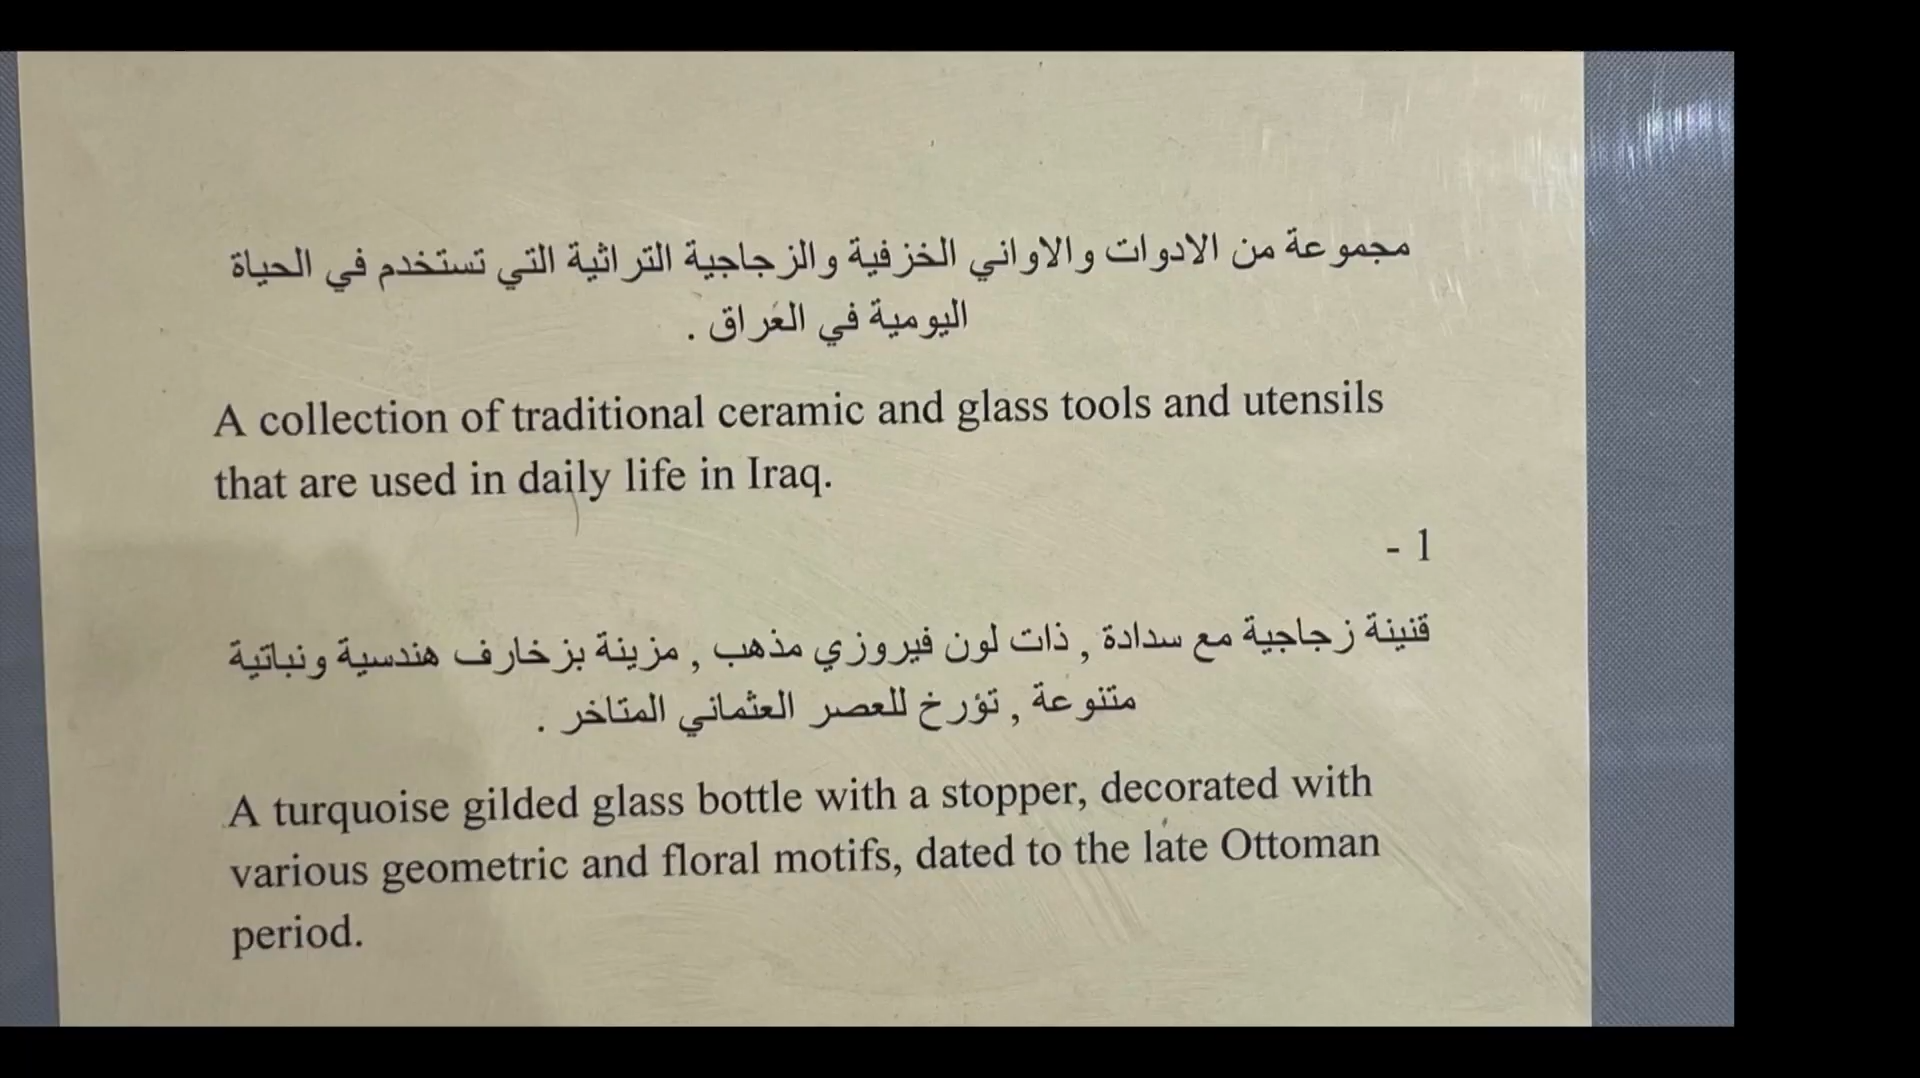 مجموعة من الادوات والاواني الخزفية والزجاجية التراثية التي تستخدم في الحياة
اليومية في العراق .
A collection of traditional ceramic and glass tools and utensils
that are used in daily life in Iraq.
- 1
قنينة زجاجية مع سدادة , ذات لون فيروزي مذهب , مزينة بزخارف هندسية ونباتية
متنوعة , تؤرخ للعصر العثماني المتاخر .
A turquoise gilded glass bottle with a stopper, decorated with
various geometric and floral motifs, dated to the late Ottoman
period.